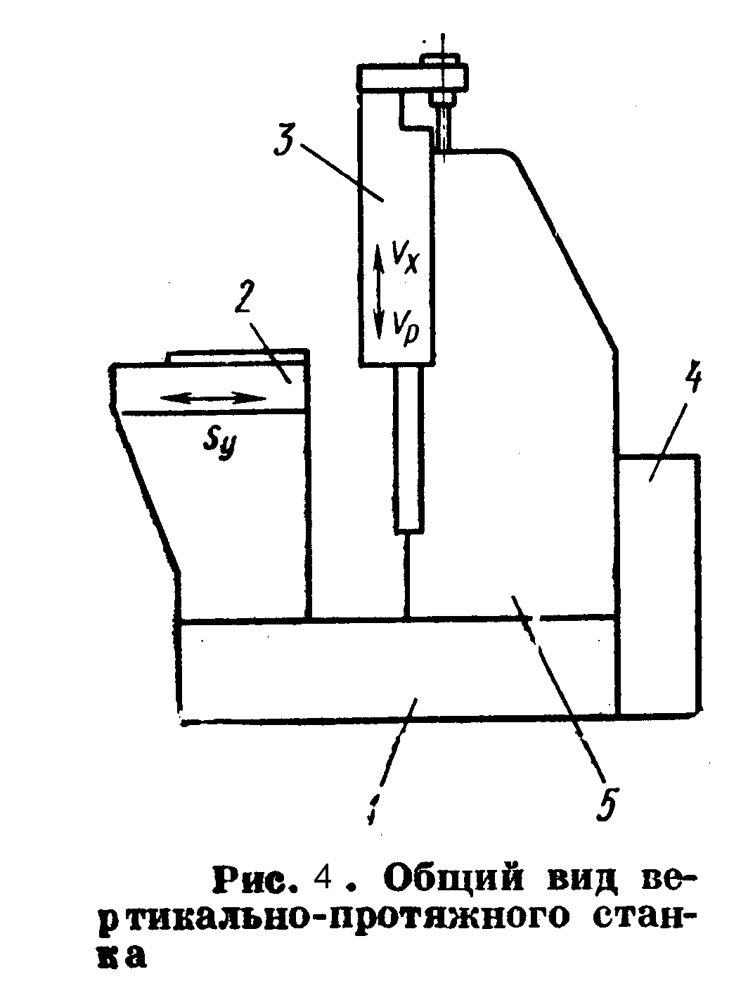 3
Vx
Vp
2
4
Sy
5
1
Рис. 4. Общий вид ве-
ртикально-протяжного стан-
ка